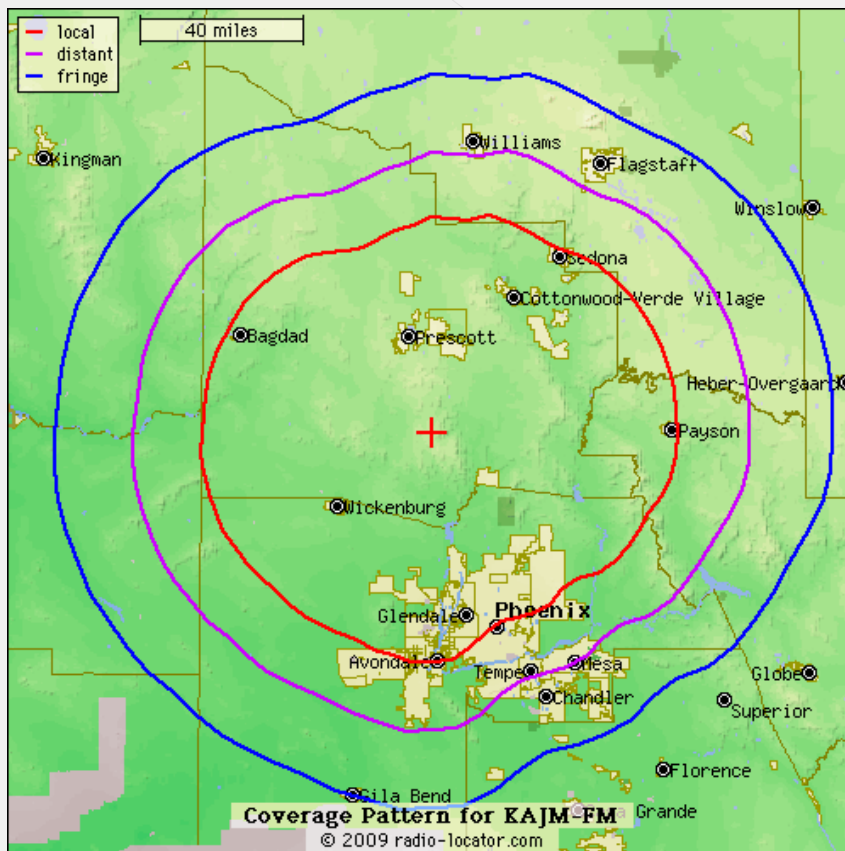 local
distant
fringe
40 miles
Kingman
Williams
Flagstaff
Winslow
Sedona
Cottonwood-Verde Village
Bagdad
Prescott
Heber-Overgaard
Payson
Wickenburg
Glendale
Phoenix
Avondale
Tempe
Mesa
Globe
Chandler
Superior
Florence
Gila Bend
Grande
Coverage Pattern for KAJM-FM
© 2009 radio-locator.com